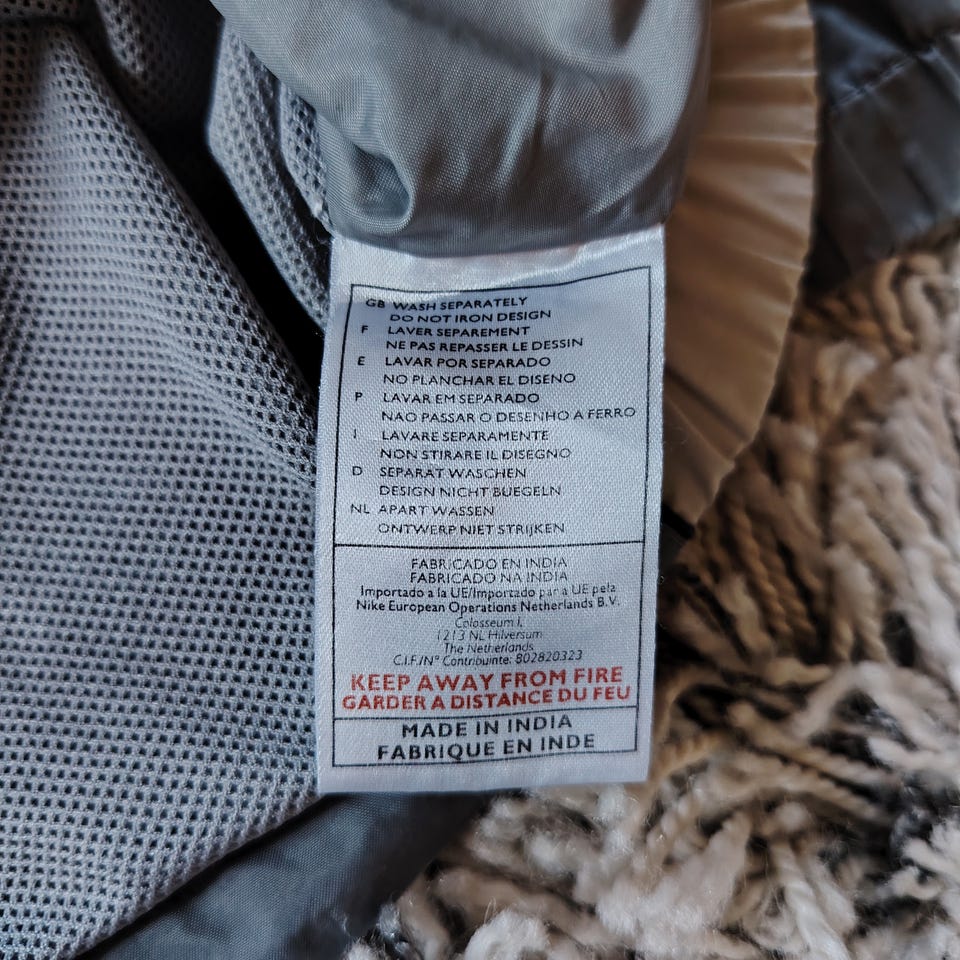 GB WASH SEPARATELY
DO NOT IRON DESIGN
F LAVER SEPAREMENT
NE PAS REPASSER LE DESSIN
E LAVAR POR SEPARADO
NO PLANCHAR EL DISENO
P LAVAR EM SEPARADO
NAO PASSAR O DESENHO A FERRO
I LAVARE SEPARAMENTE
NON STIRARE IL DISEGNO
D SEPARAT WASCHEN
DESIGN NICHT BUEGELN
NL APART WASSEN
ONTWERP NIET STRIJKEN
FABRICADO EN INDIA
FABRICADO NA INDIA
Importado a la UE/Importado par a UE pela
Nike European Operations Netherlands B.V.
Colosseum I,
1213 NL Hilversum
The Netherlands
C.I.F./N° Contribuinte: 802820323
KEEP AWAY FROM FIRE
GARDER A DISTANCE DU FEU
MADE IN INDIA
FABRIQUE EN INDE